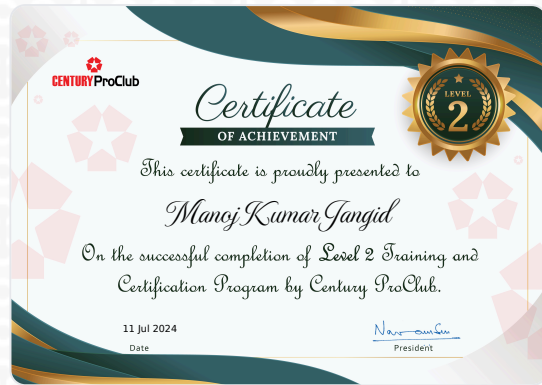 CENTURY ProClub
Certificate
OF ACHIEVEMENT
LEVEL
2
This certificate is proudly presented to
Manoj Kumar Jangid
On the successful completion of Level 2 Training and
Certification Program by Century ProClub.
11 Jul 2024
Date
President